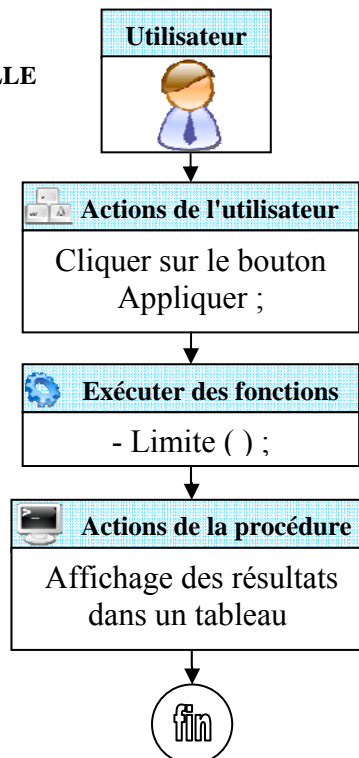 Utilisateur
LLE
Actions de l'utilisateur
Cliquer sur le bouton
Appliquer ;
Exécuter des fonctions
- Limite ( ) ;
Actions de la procédure
Affichage des résultats
dans un tableau
fin